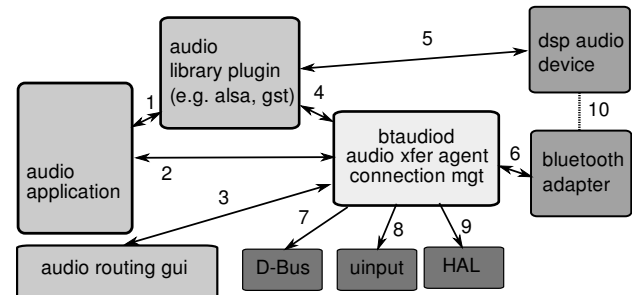 audio
library plugin
(e.g. alsa, gst)
5
dsp audio
device
1
4
10
audio
application
2
btaudiod
audio xfer agent
connection mgt
6
bluetooth
adapter
3
7
8
9
audio routing gui
D-Bus
uinput
HAL